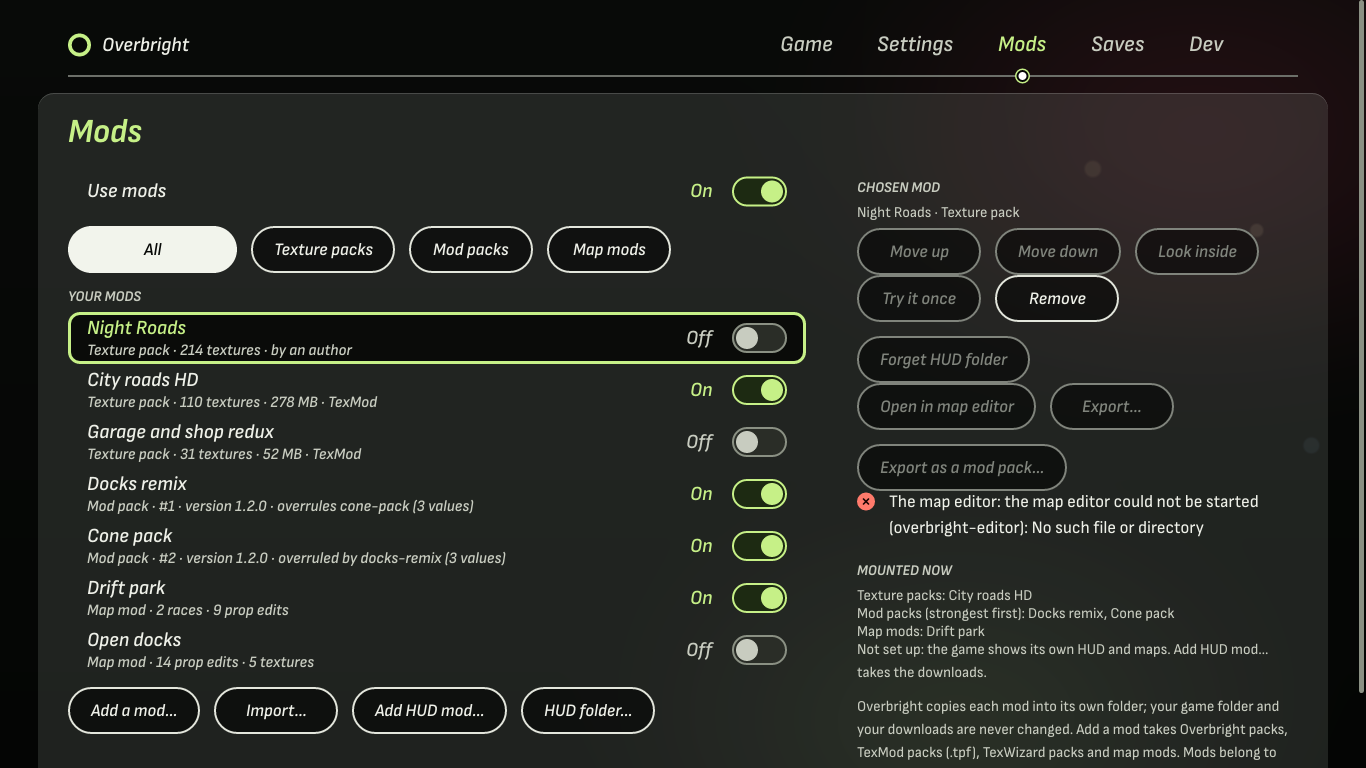 Overbright
Game Settings Mods Saves Dev
Mods
Use mods On
All Texture packs Mod packs Map mods
YOUR MODS
Night Roads Off
Texture pack · 214 textures · by an author
City roads HD On
Texture pack · 110 textures · 278 MB · TexMod
Garage and shop redux Off
Texture pack · 31 textures · 52 MB · TexMod
Docks remix On
Mod pack · #1 · version 1.2.0 · overrules cone-pack (3 values)
Cone pack On
Mod pack · #2 · version 1.2.0 · overruled by docks-remix (3 values)
Drift park On
Map mod · 2 races · 9 prop edits
Open docks Off
Map mod · 14 prop edits · 5 textures
Add a mod... Import... Add HUD mod... HUD folder...
CHOSEN MOD
Night Roads · Texture pack
Move up Move down Look inside
Try it once Remove
Forget HUD folder
Open in map editor Export...
Export as a mod pack...
The map editor: the map editor could not be started
(overbright-editor): No such file or directory
MOUNTED NOW
Texture packs: City roads HD
Mod packs (strongest first): Docks remix, Cone pack
Map mods: Drift park
Not set up: the game shows its own HUD and maps. Add HUD mod...
takes the downloads.
Overbright copies each mod into its own folder; your game folder and
your downloads are never changed. Add a mod takes Overbright packs,
TexMod packs (.tpf), TexWizard packs and map mods. Mods belong to